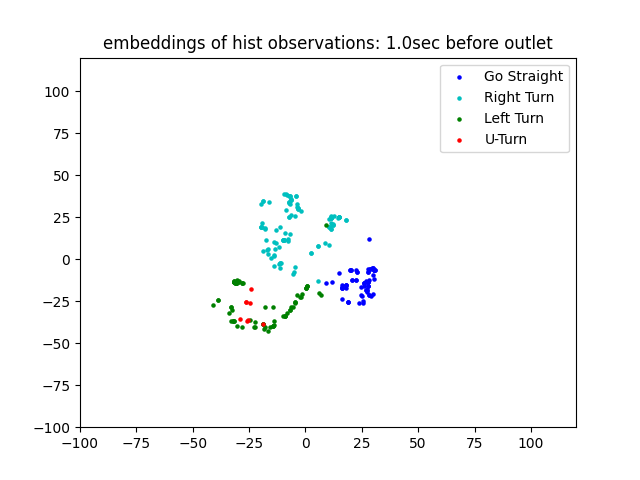 embeddings of hist observations: 1.0sec before outlet
Go Straight
Right Turn
Left Turn
U-Turn
100
75
50
25
0
−25
−50
−75
−100
−100 −75 −50 −25 0 25 50 75 100